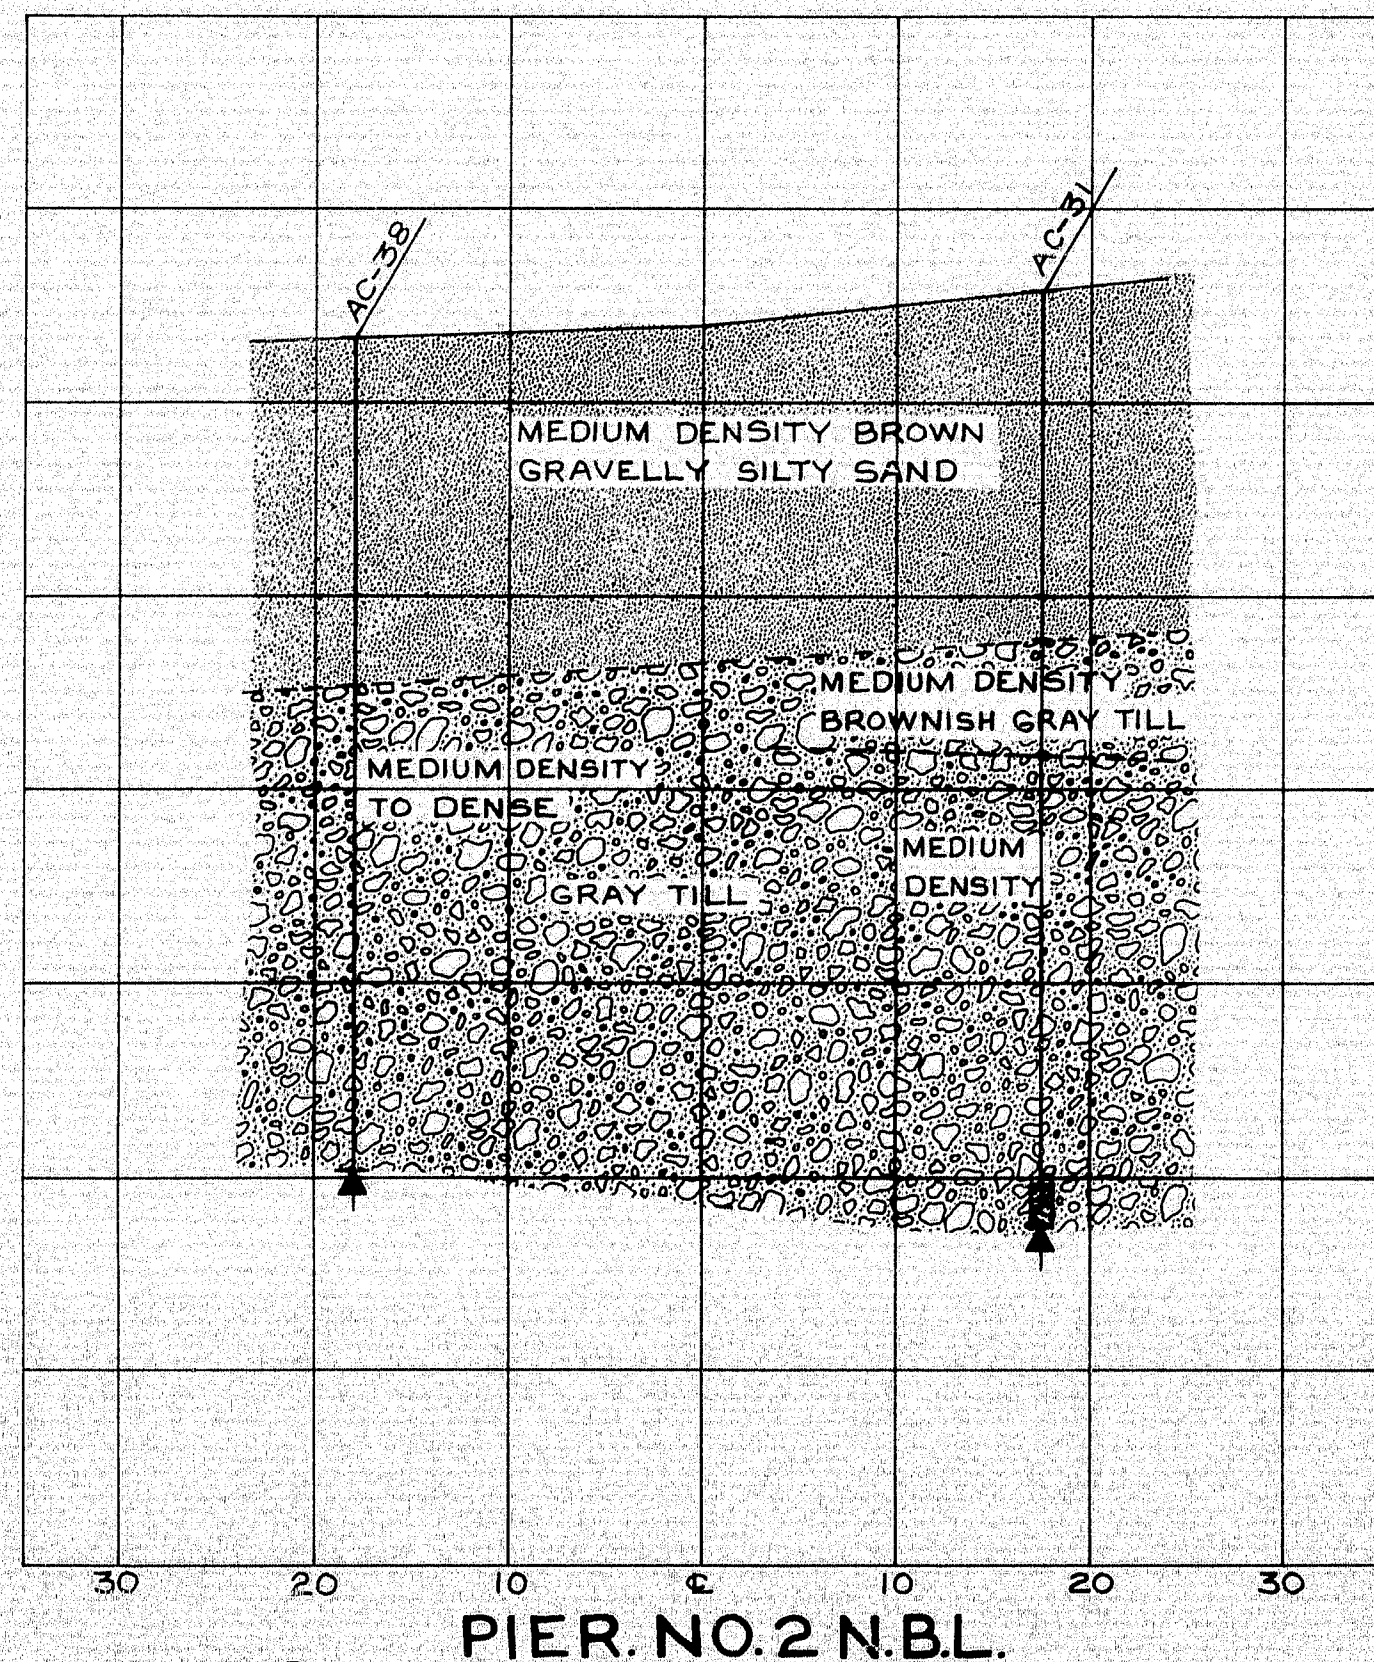 AC-38
AC-31
MEDIUM DENSITY BROWN
GRAVELLY SILTY SAND
MEDIUM DENSITY
BROWNISH GRAY TILL
MEDIUM DENSITY
TO DENSE
MEDIUM
DENSITY
GRAY TILL
30 20 10 ℄ 10 20 30
PIER. NO. 2 N.B.L.